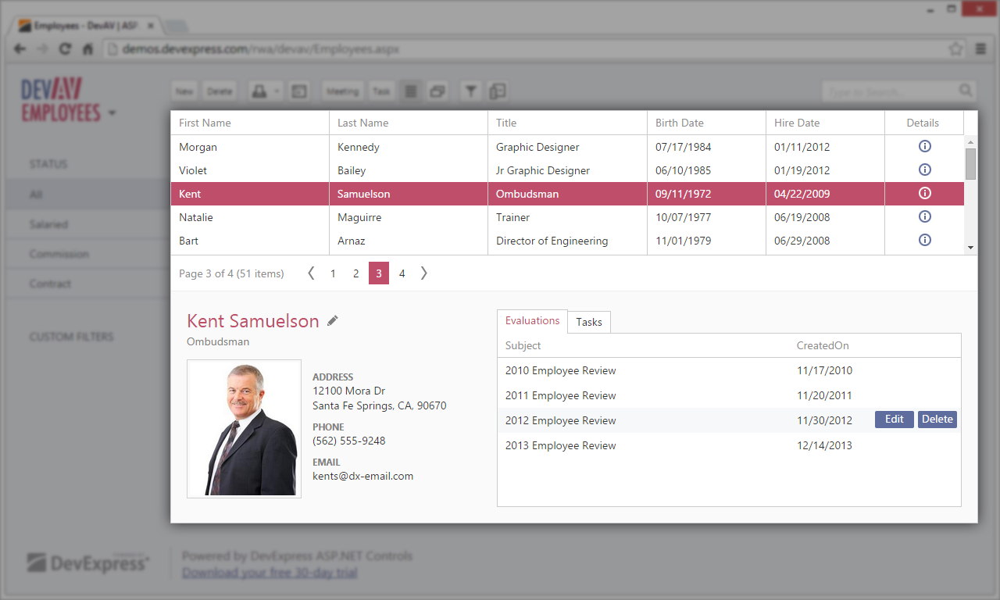 Employees - DevAV | ASP
demos.devexpress.com/rwa/devav/Employees.aspx
DEVAV
EMPLOYEES
New Delete Meeting Task Type to Search...
STATUS
All
Salaried
Commission
Contract
CUSTOM FILTERS
First Name Last Name Title Birth Date Hire Date Details
Morgan Kennedy Graphic Designer 07/17/1984 01/11/2012
Violet Bailey Jr Graphic Designer 06/10/1985 01/19/2012
Kent Samuelson Ombudsman 09/11/1972 04/22/2009
Natalie Maguirre Trainer 10/07/1977 06/19/2008
Bart Arnaz Director of Engineering 11/01/1979 06/29/2008
Page 3 of 4 (51 items) 1 2 3 4
Kent Samuelson
Ombudsman
ADDRESS
12100 Mora Dr
Santa Fe Springs, CA, 90670
PHONE
(562) 555-9248
EMAIL
kents@dx-email.com
Evaluations Tasks
Subject CreatedOn
2010 Employee Review 11/17/2010
2011 Employee Review 11/20/2011
2012 Employee Review 11/30/2012 Edit Delete
2013 Employee Review 12/14/2013
DevExpress
Powered by DevExpress ASP.NET Controls
Download your free 30-day trial